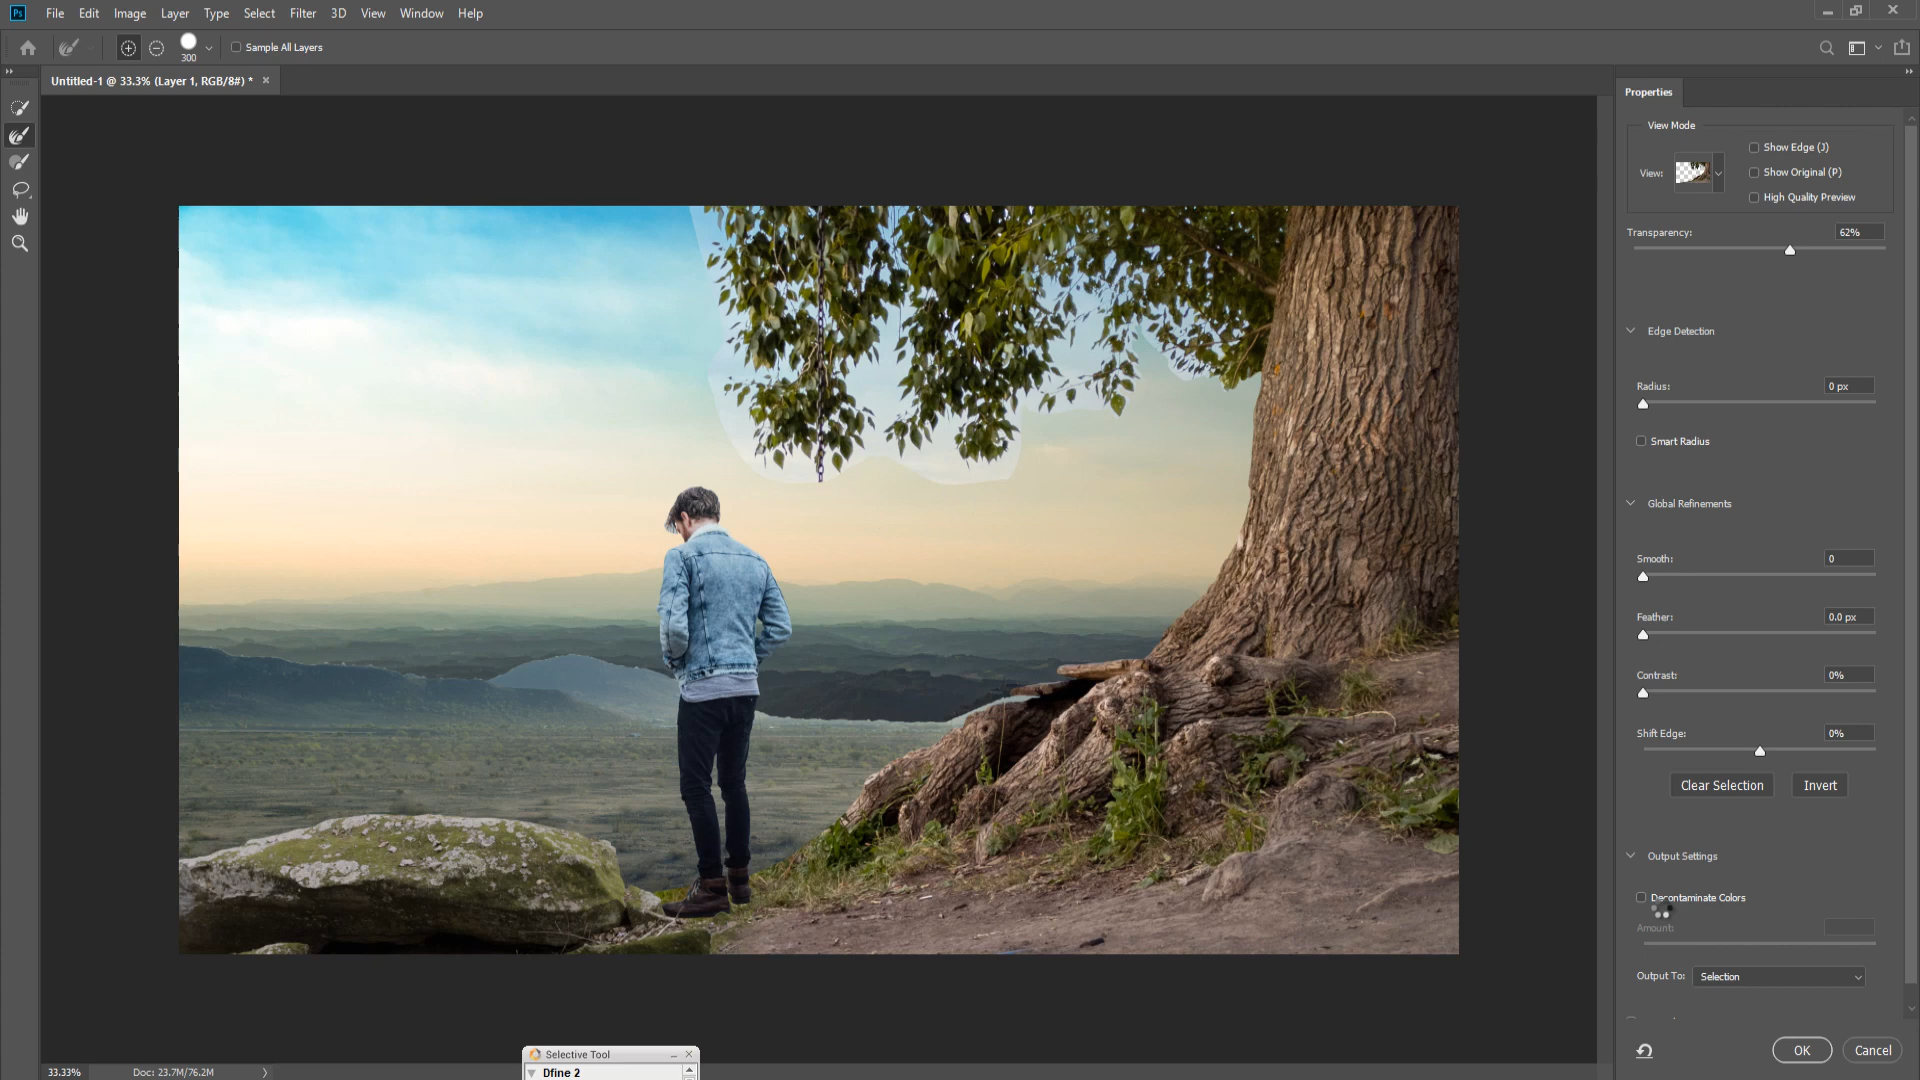 Ps File Edit Image Layer Type Select Filter 3D View Window Help
300 Sample All Layers
Untitled-1 @ 33.3% (Layer 1, RGB/8#) *
Properties
View Mode
View:
Show Edge (J)
Show Original (P)
High Quality Preview
Transparency: 62%
Edge Detection
Radius: 0 px
Smart Radius
Global Refinements
Smooth: 0
Feather: 0.0 px
Contrast: 0%
Shift Edge: 0%
Clear Selection Invert
Output Settings
Decontaminate Colors
Amount:
Output To: Selection
OK Cancel
Selective Tool
Dfine 2
33.33% Doc: 23.7M/76.2M